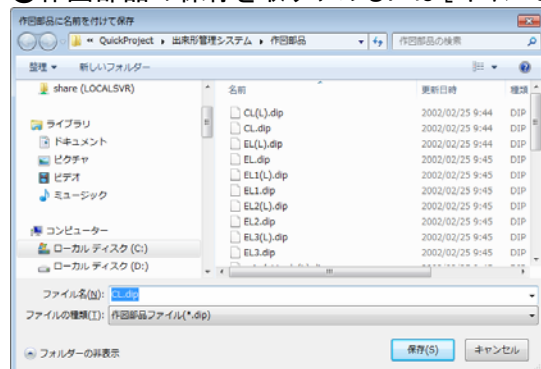 作図部品に名前を付けて保存
« QuickProject ▸ 出来形管理システム ▸ 作図部品
作図部品の検索
整理 ▼ 新しいフォルダー
share (LOCALSVR)
ライブラリ
ドキュメント
ピクチャ
ビデオ
ミュージック
コンピューター
ローカル ディスク (C:)
ローカル ディスク (D:)
名前 更新日時 種類
CL(L).dip 2002/02/25 9:44 DIP
CL.dip 2002/02/25 9:44 DIP
EL(L).dip 2002/02/25 9:44 DIP
EL.dip 2002/02/25 9:45 DIP
EL1(L).dip 2002/02/25 9:45 DIP
EL1.dip 2002/02/25 9:45 DIP
EL2(L).dip 2002/02/25 9:45 DIP
EL2.dip 2002/02/25 9:45 DIP
EL3(L).dip 2002/02/25 9:45 DIP
EL3.dip 2002/02/25 9:45 DIP
ファイル名(N): CL.dip
ファイルの種類(T): 作図部品ファイル(*.dip)
フォルダーの非表示
保存(S) キャンセル